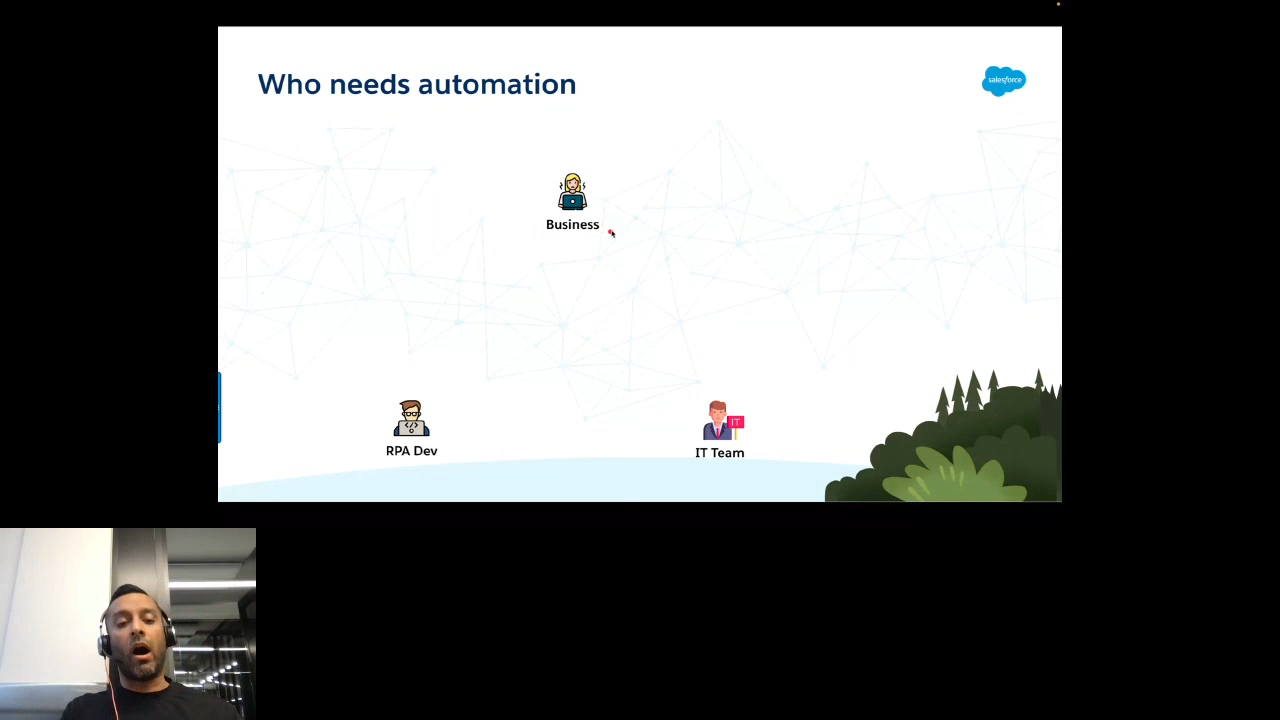 Who needs automation
salesforce
Business
IT
RPA Dev
IT Team